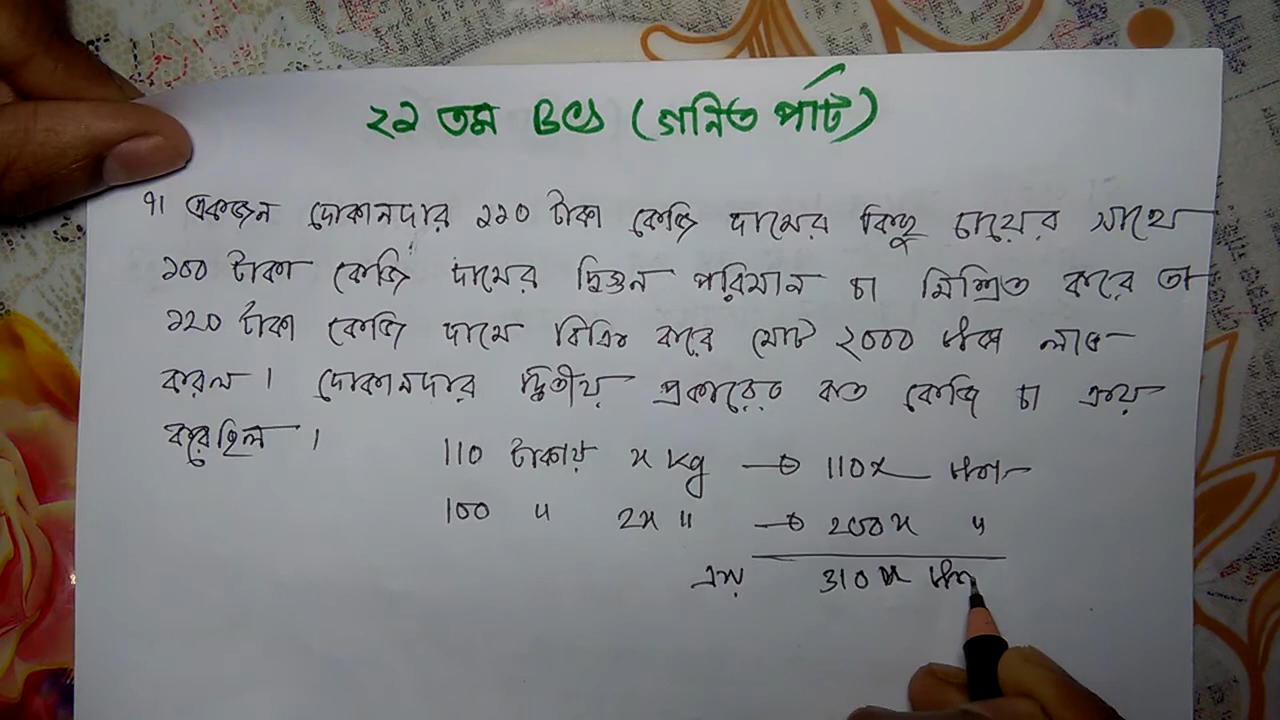 ২২ তম BCS (গনিত পার্ট)
৭। একজন দোকানদার ১১০ টাকা কেজি দামের কিছু চায়ের সাথে
১০০ টাকা কেজি দামের দ্বিগুন পরিমান চা মিশ্রিত করে তা
১২০ টাকা কেজি দামে বিক্রি করে মোট ২০০০ টাকা লাভ
করল। দোকানদার দ্বিতীয় প্রকারের কত কেজি চা ক্রয়
করেছিল।
110 টাকায় x kg → 110x টাকা
100 " 2x " → 200x "
ক্রয় 310x টাকা